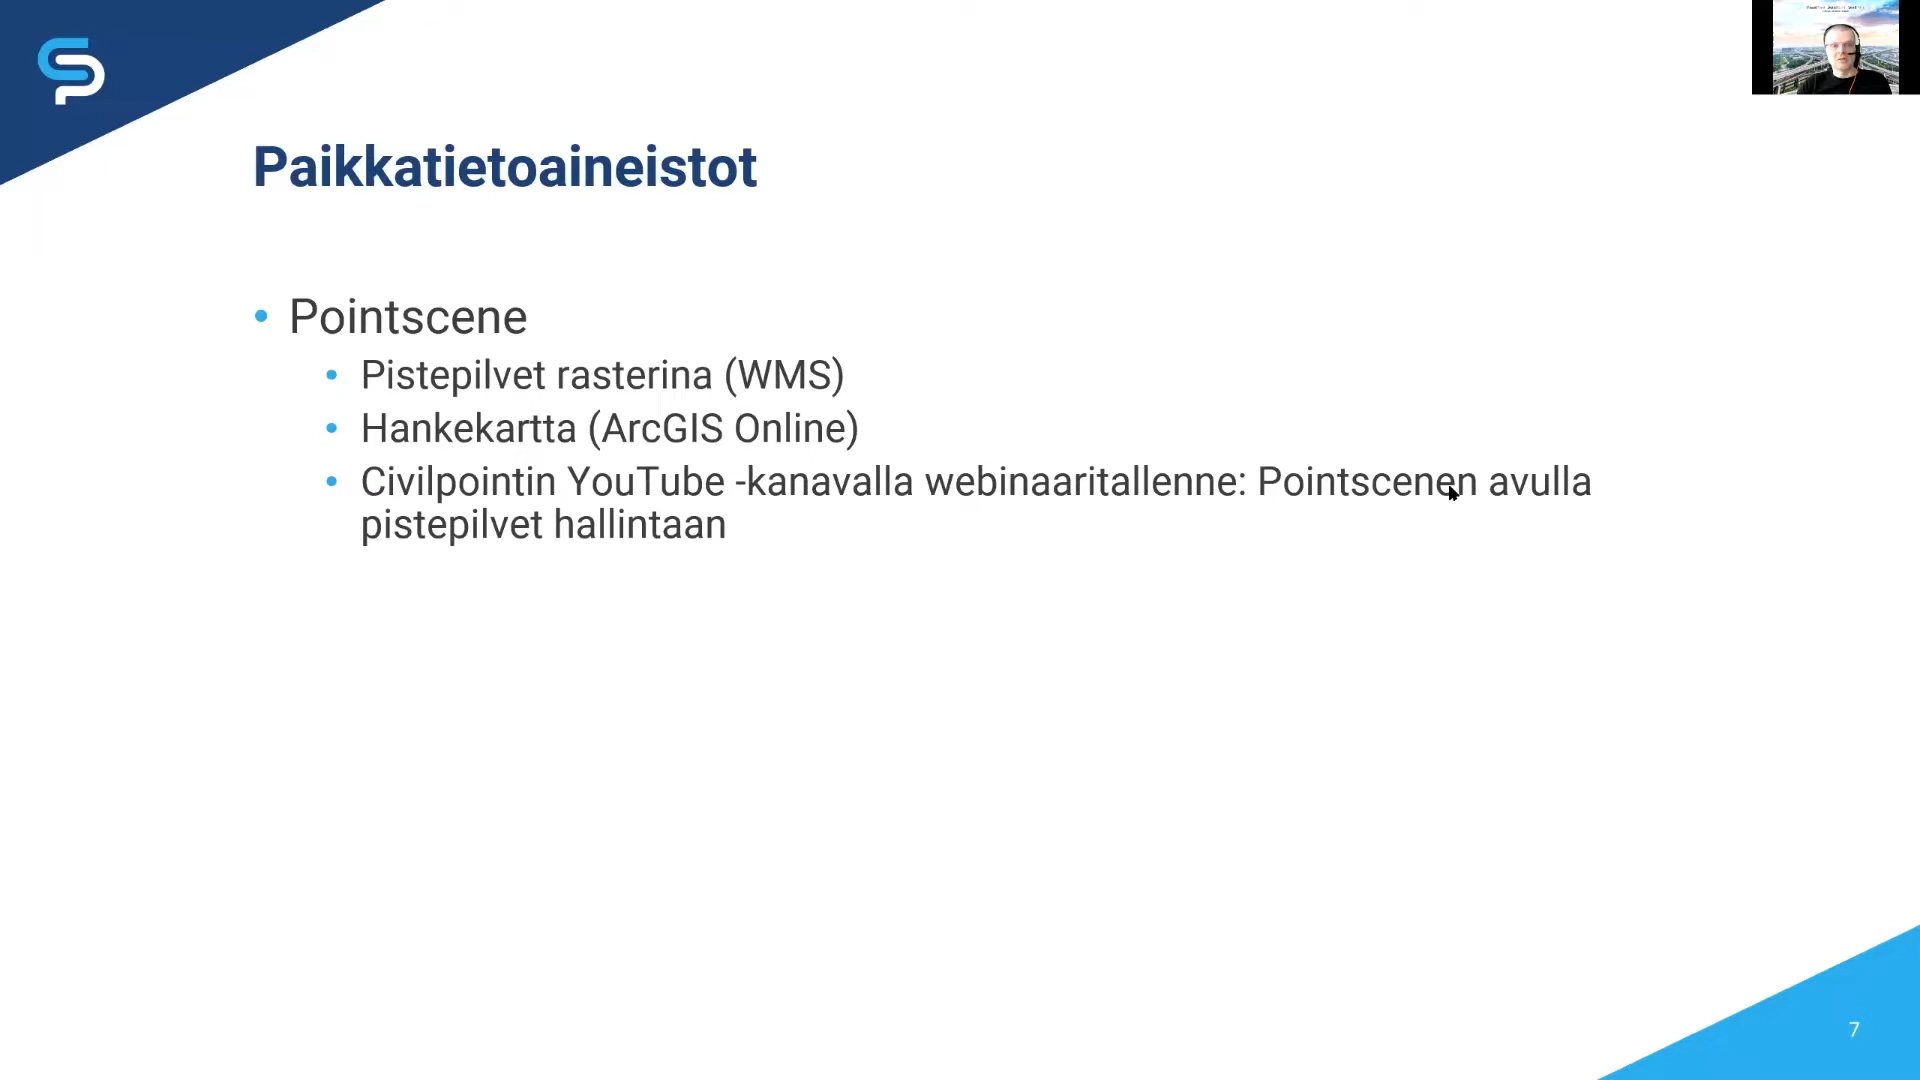 Paikkatietoaineistot
• Pointscene
• Pistepilvet rasterina (WMS)
• Hankekartta (ArcGIS Online)
• Civilpointin YouTube -kanavalla webinaaritallenne: Pointscenen avulla
pistepilvet hallintaan
7